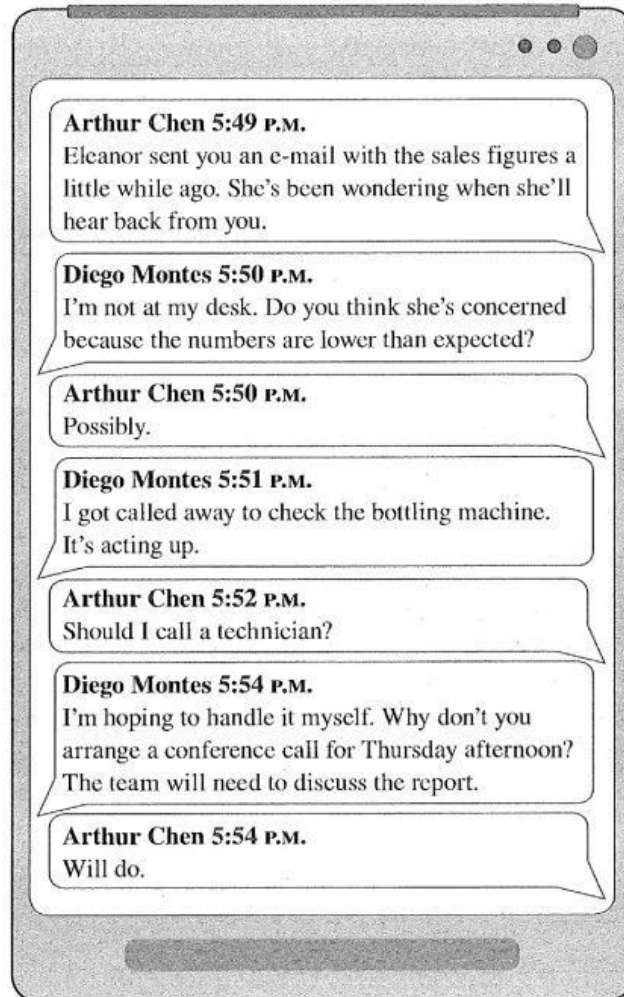 Arthur Chen 5:49 P.M.
Eleanor sent you an e-mail with the sales figures a
little while ago. She's been wondering when she'll
hear back from you.
Diego Montes 5:50 P.M.
I'm not at my desk. Do you think she's concerned
because the numbers are lower than expected?
Arthur Chen 5:50 P.M.
Possibly.
Diego Montes 5:51 P.M.
I got called away to check the bottling machine.
It's acting up.
Arthur Chen 5:52 P.M.
Should I call a technician?
Diego Montes 5:54 P.M.
I'm hoping to handle it myself. Why don't you
arrange a conference call for Thursday afternoon?
The team will need to discuss the report.
Arthur Chen 5:54 P.M.
Will do.